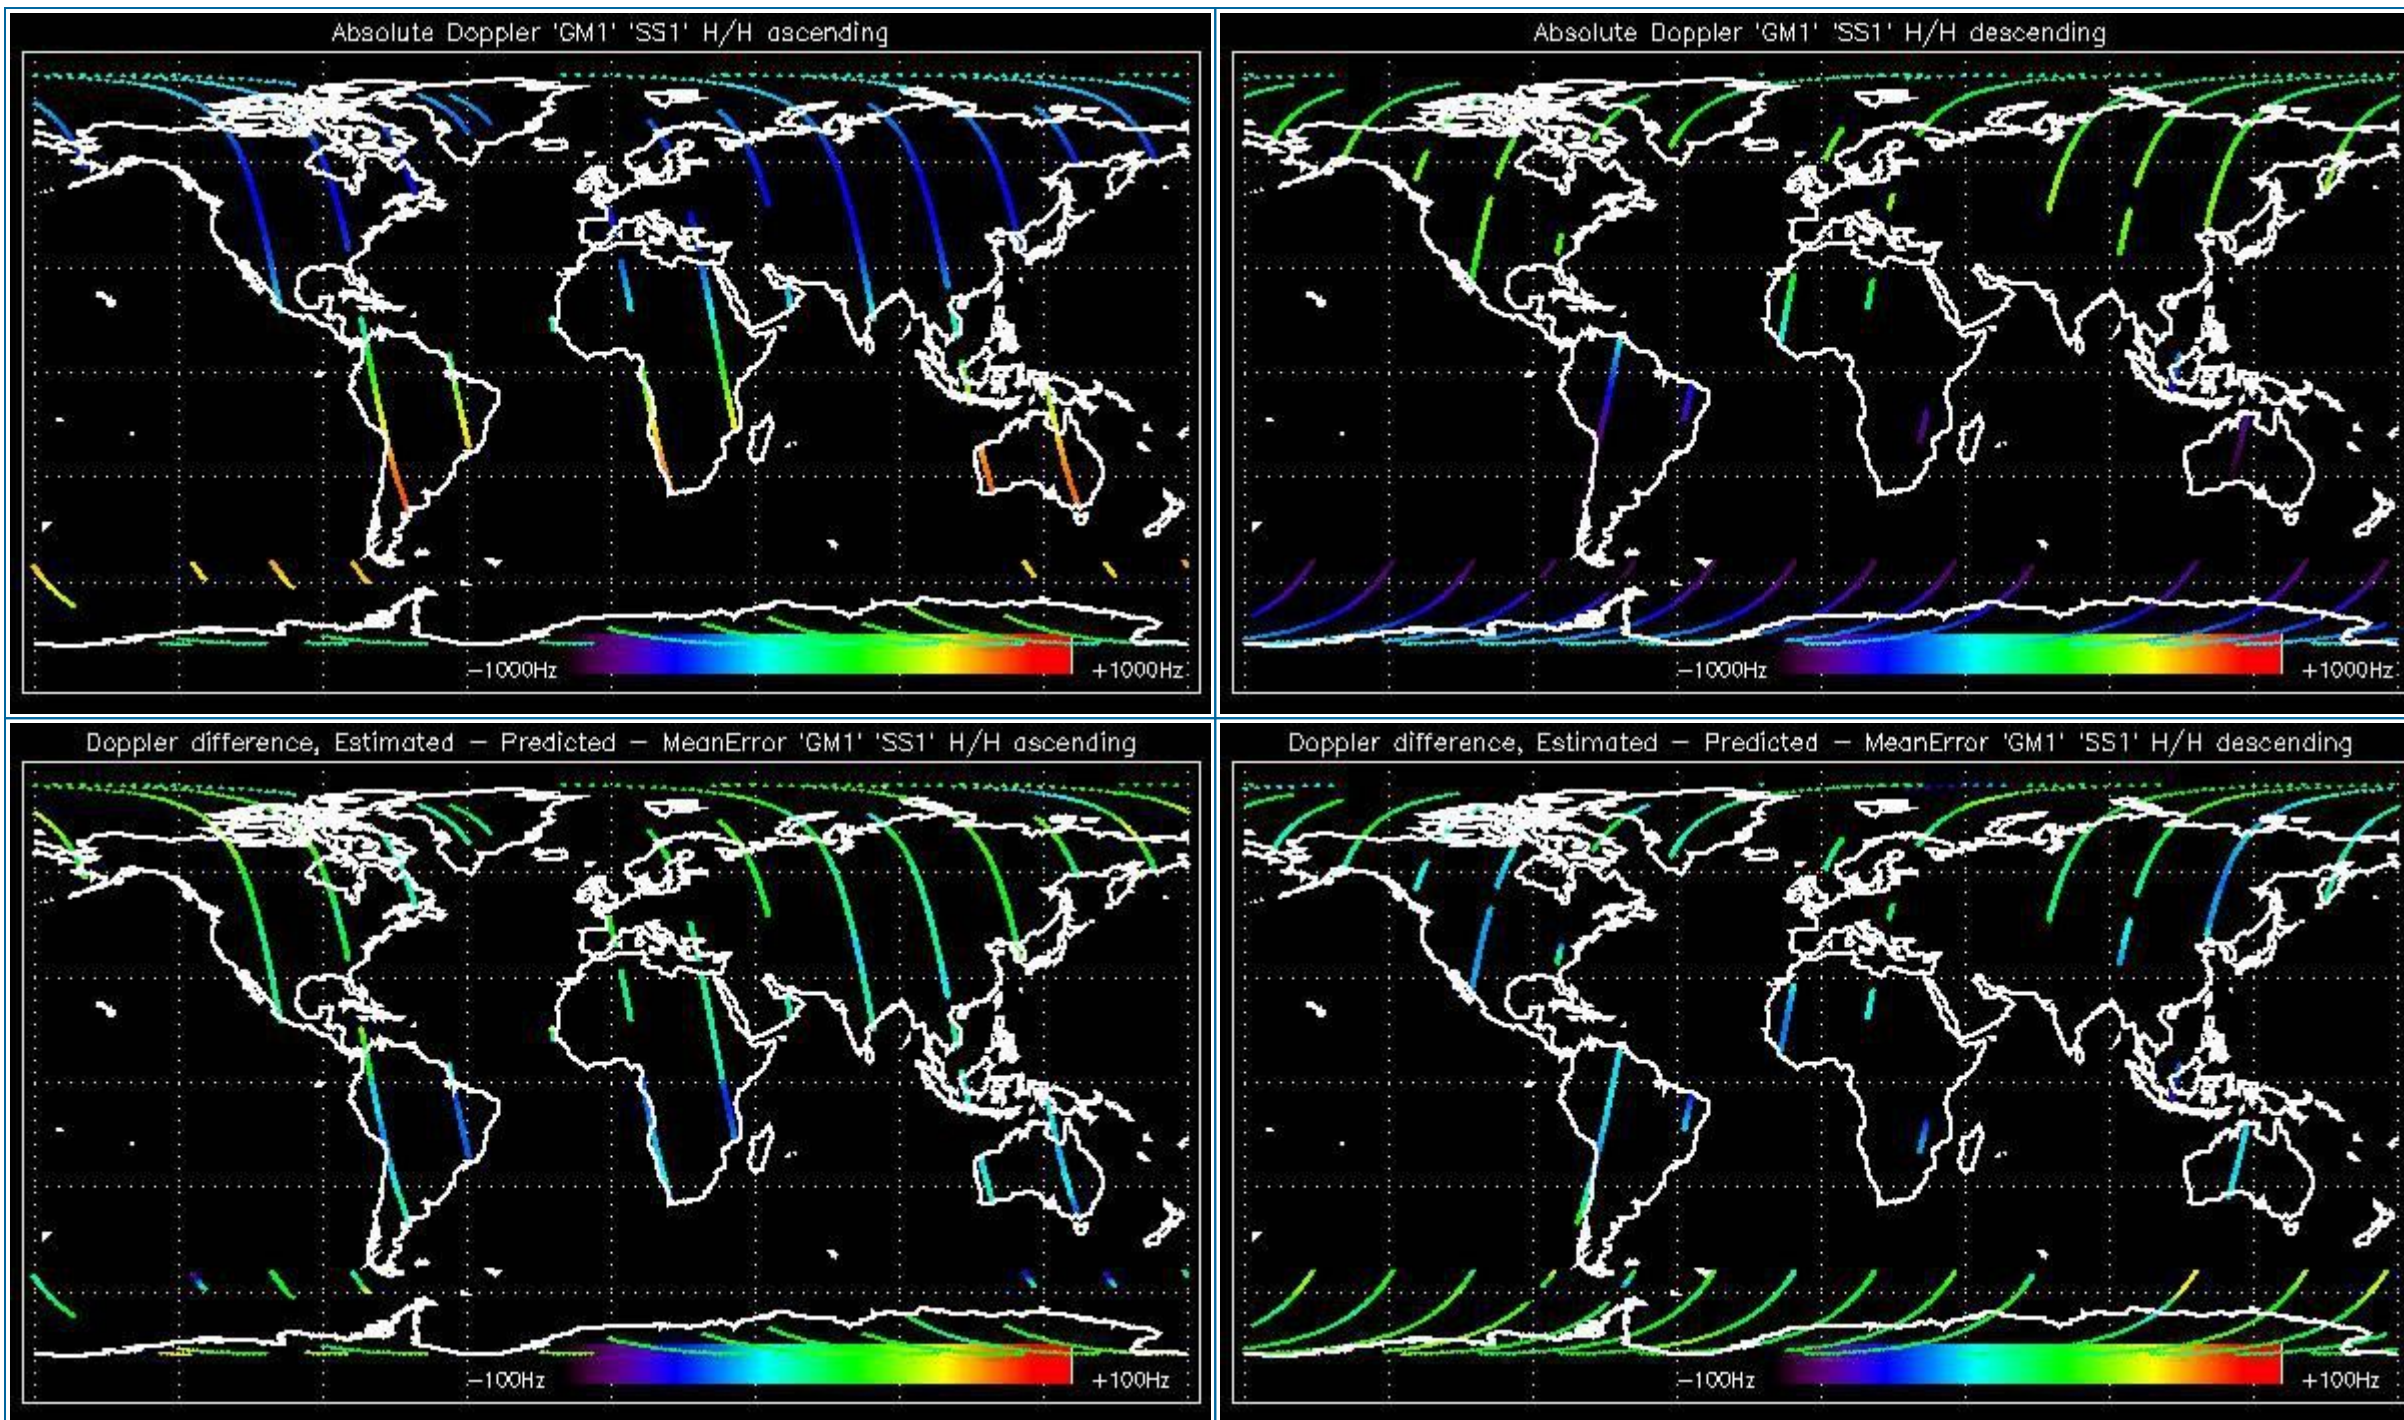 Absolute Doppler 'GM1' 'SS1' H/H ascending
-1000Hz
+1000Hz
Absolute Doppler 'GM1' 'SS1' H/H descending
-1000Hz
+1000Hz
Doppler difference, Estimated - Predicted - MeanError 'GM1' 'SS1' H/H ascending
-100Hz
+100Hz
Doppler difference, Estimated - Predicted - MeanError 'GM1' 'SS1' H/H descending
-100Hz
+100Hz